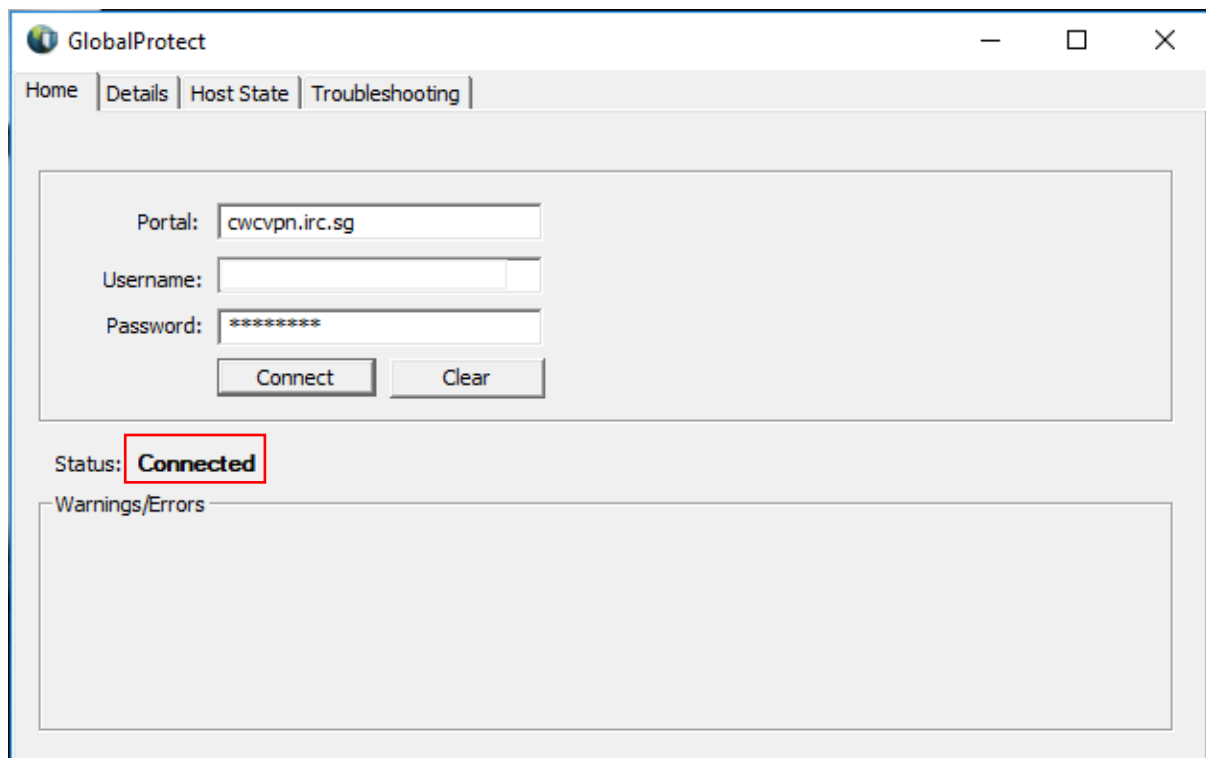 GlobalProtect
Home Details Host State Troubleshooting
Portal: cwcvpn.irc.sg
Username:
Password: ********
Connect Clear
Status: Connected
Warnings/Errors